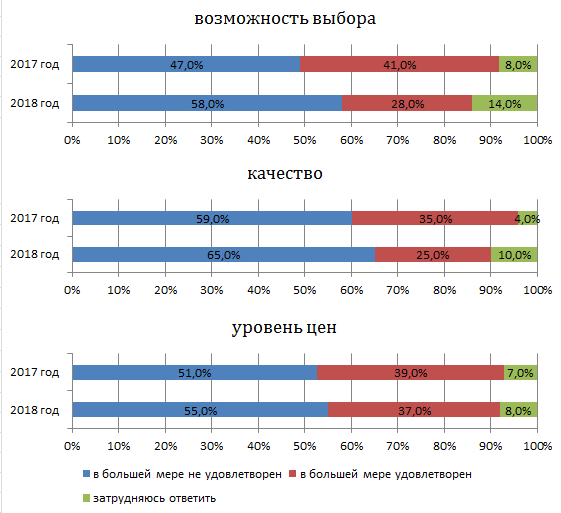 возможность выбора
2017 год 47,0% 41,0% 8,0%
2018 год 58,0% 28,0% 14,0%
0% 10% 20% 30% 40% 50% 60% 70% 80% 90% 100%
качество
2017 год 59,0% 35,0% 4,0%
2018 год 65,0% 25,0% 10,0%
0% 10% 20% 30% 40% 50% 60% 70% 80% 90% 100%
уровень цен
2017 год 51,0% 39,0% 7,0%
2018 год 55,0% 37,0% 8,0%
0% 10% 20% 30% 40% 50% 60% 70% 80% 90% 100%
в большей мере не удовлетворен в большей мере удовлетворен
затрудняюсь ответить